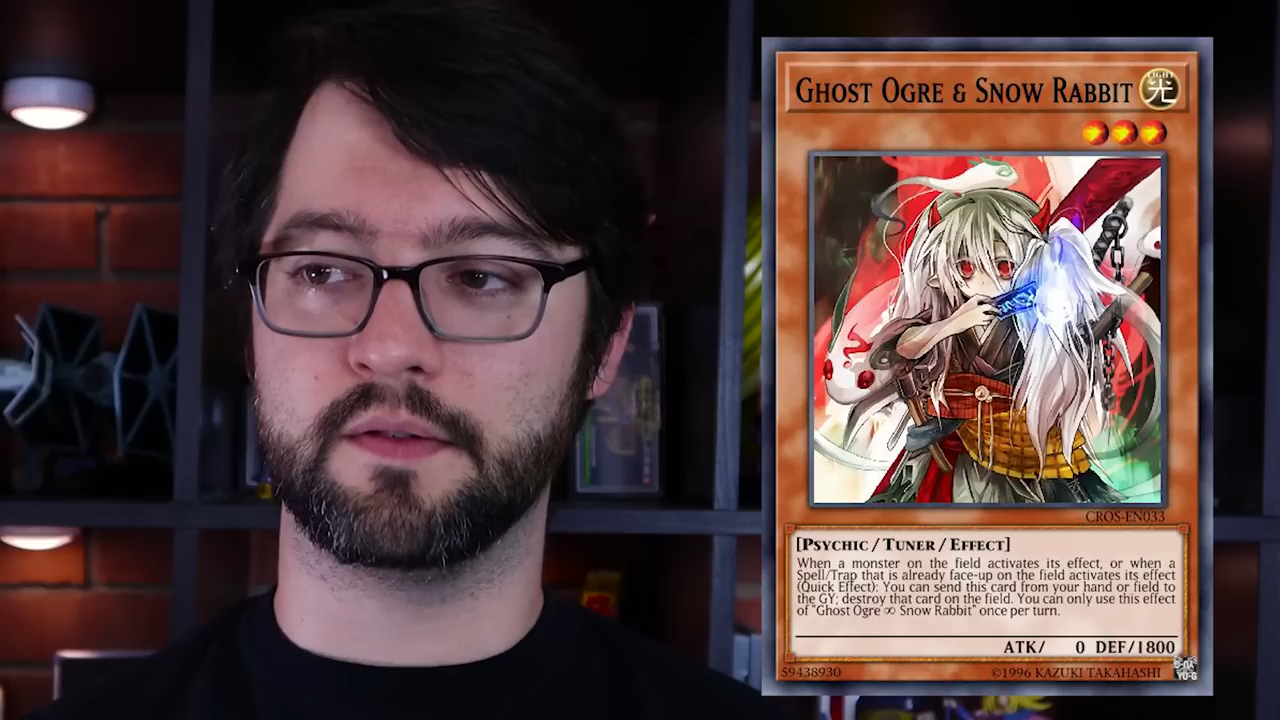 GHOST OGRE & SNOW RABBIT
LIGHT
光
CROS-EN033
[PSYCHIC / TUNER / EFFECT]
When a monster on the field activates its effect, or when a
Spell/Trap that is already face-up on the field activates its effect
(Quick Effect): You can send this card from your hand or field to
the GY; destroy that card on the field. You can only use this effect
of "Ghost Ogre ∞ Snow Rabbit" once per turn.
ATK/ 0 DEF/1800
59438930
©1996 KAZUKI TAKAHASHI